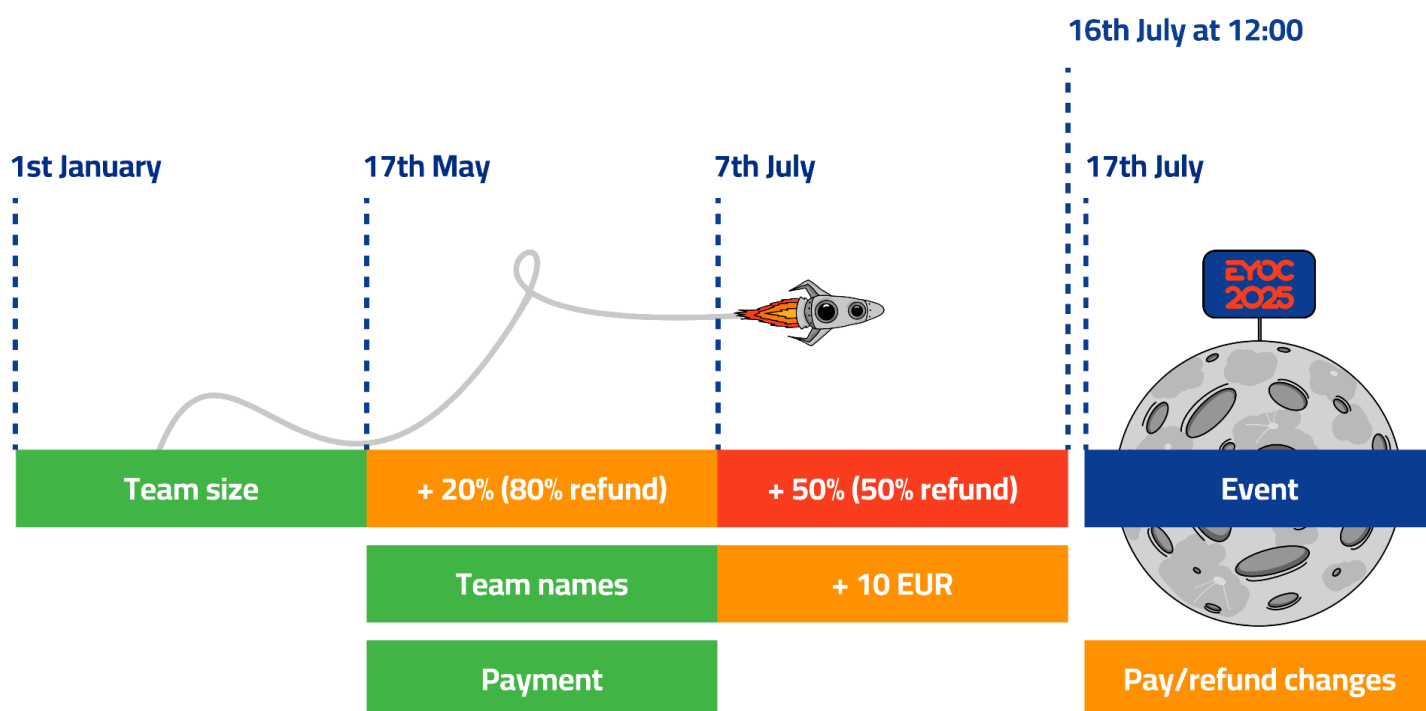 16th July at 12:00
1st January
17th May
7th July
17th July
EYOC
2025
Team size
+ 20% (80% refund)
+ 50% (50% refund)
Event
Team names
+ 10 EUR
Payment
Pay/refund changes